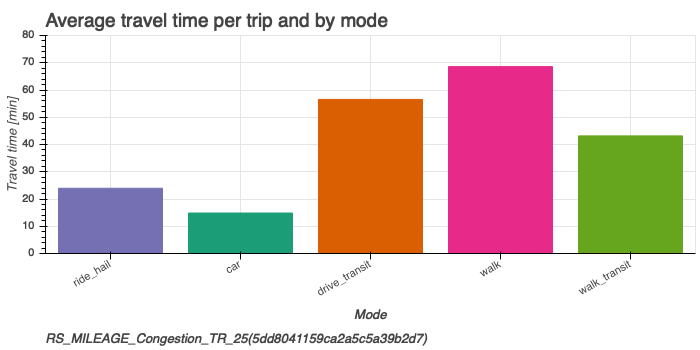 Average travel time per trip and by mode
80
70
60
50
40
30
20
10
0
Travel time [min]
ride_hail
car
drive_transit
walk
walk_transit
Mode
RS_MILEAGE_Congestion_TR_25(5dd8041159ca2a5c5a39b2d7)